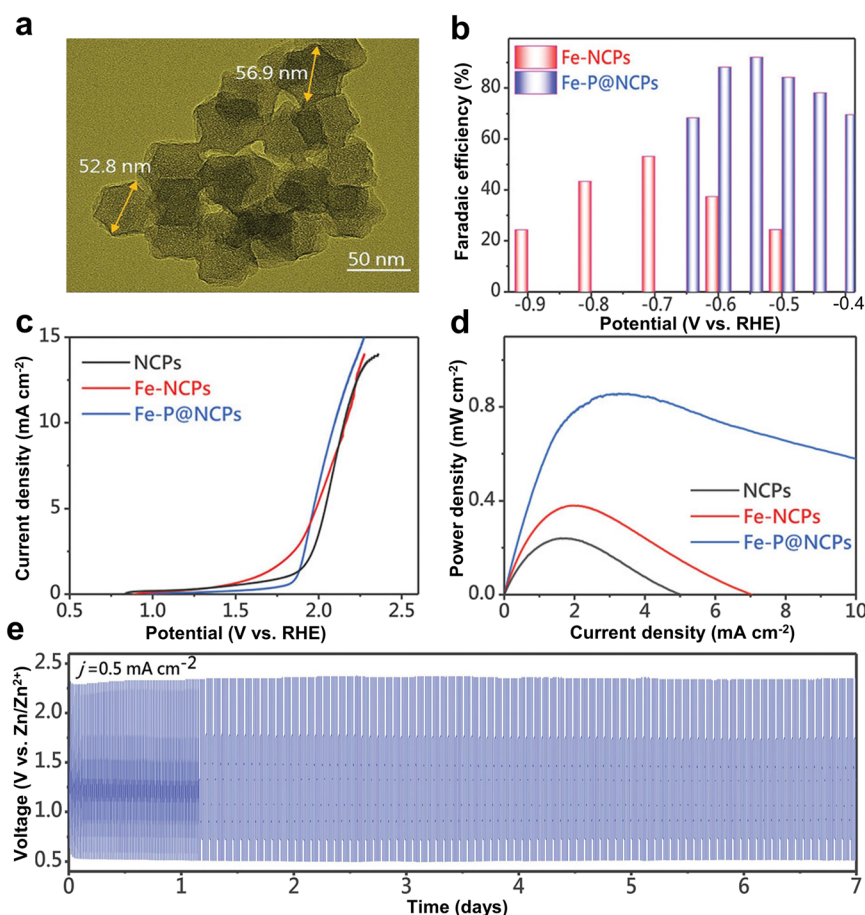 a
56.9 nm
52.8 nm
50 nm
b
Fe-NCPs
Fe-P@NCPs
Faradaic efficiency (%)
80
60
40
20
0
-0.9 -0.8 -0.7 -0.6 -0.5 -0.4
Potential (V vs. RHE)
c
NCPs
Fe-NCPs
Fe-P@NCPs
Current density (mA cm⁻²)
15
10
5
0
0.5 1.0 1.5 2.0 2.5
Potential (V vs. RHE)
d
Power density (mW cm⁻²)
0.8
0.4
0.0
NCPs
Fe-NCPs
Fe-P@NCPs
0 2 4 6 8 10
Current density (mA cm⁻²)
e
j=0.5 mA cm⁻²
Voltage (V vs. Zn/Zn²⁺)
2.5
2.0
1.5
1.0
0.5
0 1 2 3 4 5 6 7
Time (days)